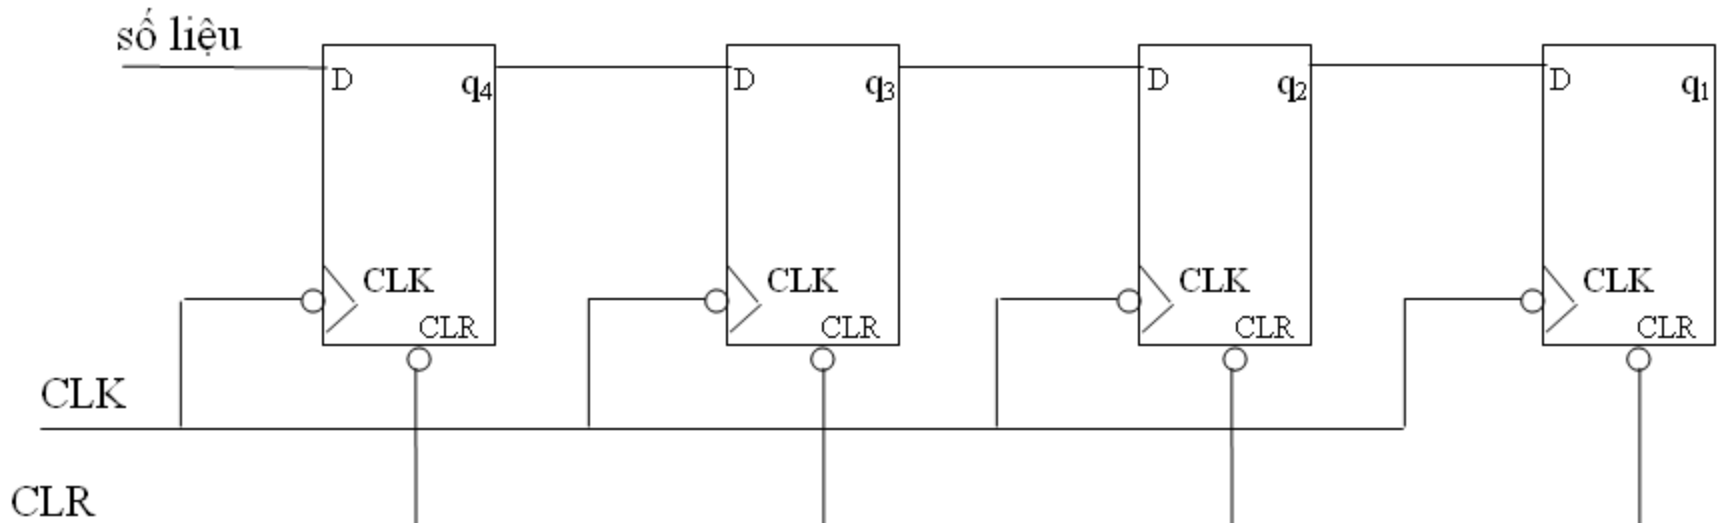 số liệu
D q₄ D q₃ D q₂ D q₁
CLK CLK CLK CLK
CLR CLR CLR CLR
CLK
CLR